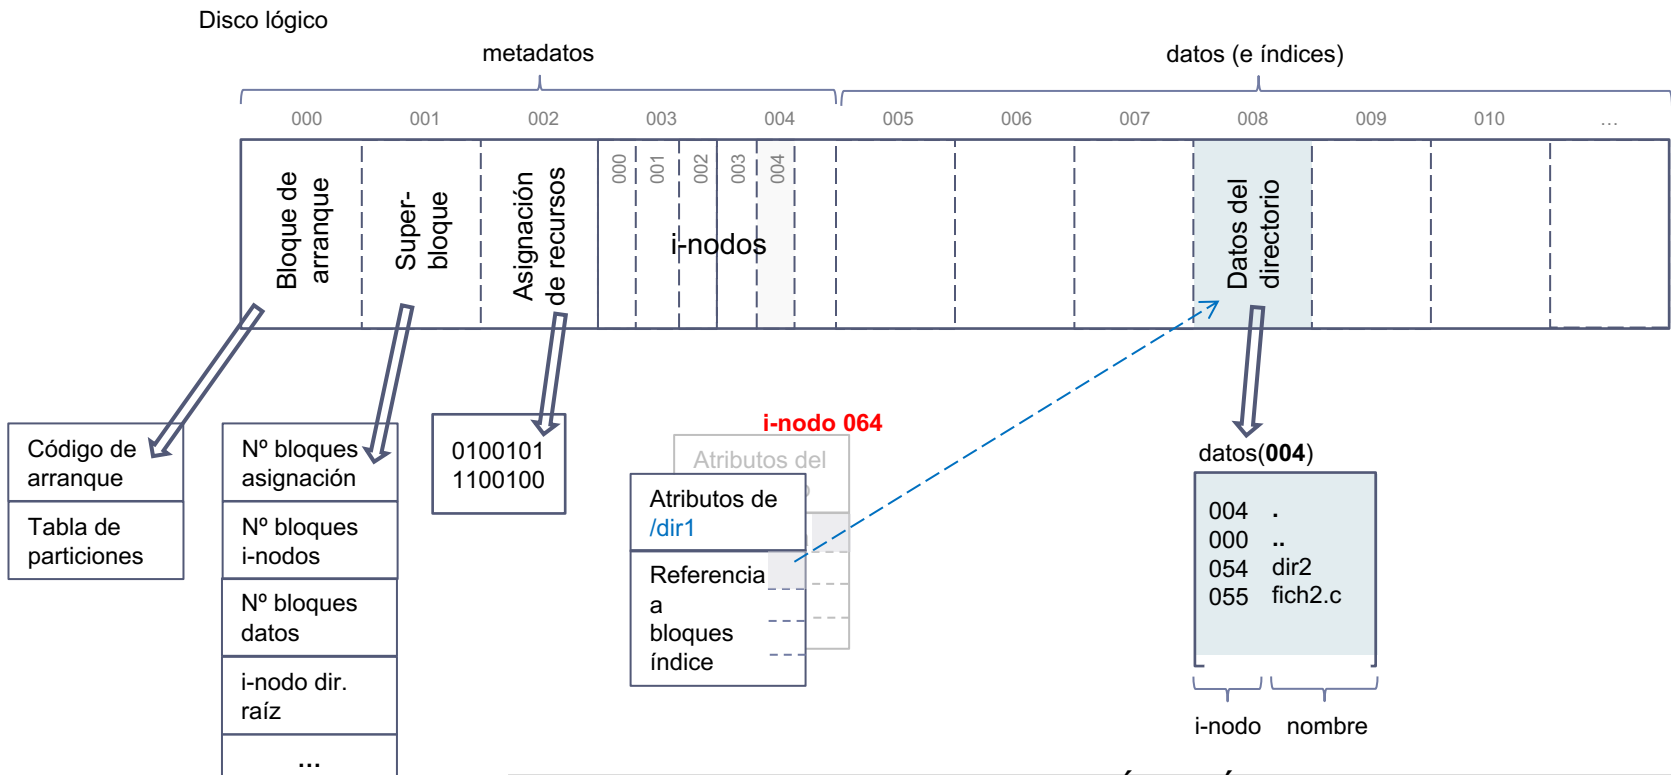 Disco lógico
metadatos
datos (e índices)
000 001 002 003 004 005 006 007 008 009 010 ...
Bloque de
arranque
Super-
bloque
Asignación
de recursos
000 001 002 003 004
i-nodos
Datos del
directorio
Código de
arranque
Tabla de
particiones
Nº bloques
asignación
Nº bloques
i-nodos
Nº bloques
datos
i-nodo dir.
raíz
...
0100101
1100100
i-nodo 064
Atributos del
Atributos de
/dir1
Referencia
a
bloques
índice
datos(004)
004 .
000 ..
054 dir2
055 fich2.c
i-nodo nombre